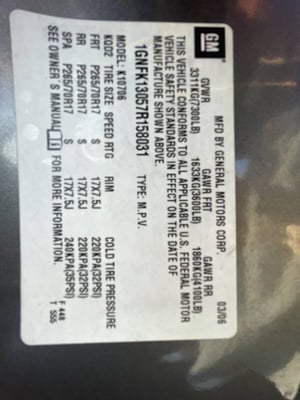 GM
MFD BY GENERAL MOTORS CORP.
03/06
GVWR GAWR FRT GAWR RR
3311KG(7300LB) 1633KG(3600LB) 1860KG(4100LB)
THIS VEHICLE CONFORMS TO ALL APPLICABLE U.S. FEDERAL MOTOR
VEHICLE SAFETY STANDARDS IN EFFECT ON THE DATE OF
MANUFACTURE SHOWN ABOVE.
1GNFK13057R158031 TYPE: M.P.V.
MODEL: K10706
KQD2 TIRE SIZE SPEED RTG RIM COLD TIRE PRESSURE
FRT P265/70R17 S 17X7.5J 220KPA(32PSI)
RR P265/70R17 S 17X7.5J 220KPA(32PSI)
SPA P265/70R17 S 17X7.5J 240KPA(35PSI)
SEE OWNER'S MANUAL i FOR MORE INFORMATION.
F 448
T 555